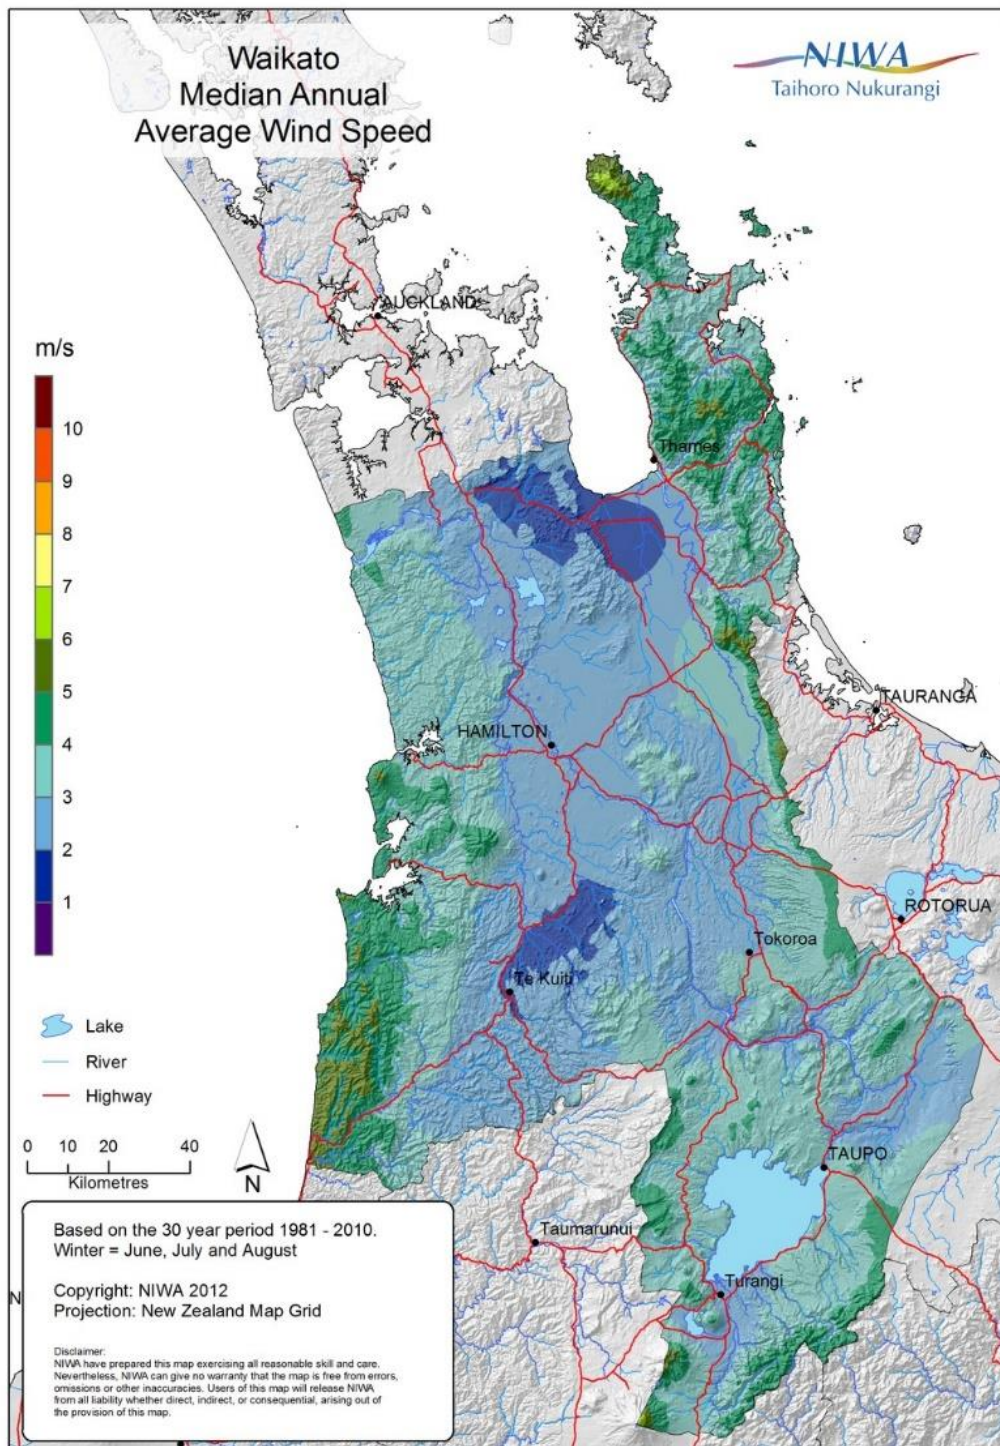 Waikato
Median Annual
Average Wind Speed
NIWA
Taihoro Nukurangi
AUCKLAND
m/s
10
9
8
7
6
5
4
3
2
1
Thames
TAURANGA
HAMILTON
ROTORUA
Tokoroa
Te Kuiti
Lake
River
Highway
0 10 20 40
Kilometres
N
TAUPO
Taumarunui
Turangi
Based on the 30 year period 1981 - 2010.
Winter = June, July and August
Copyright: NIWA 2012
Projection: New Zealand Map Grid
N
Disclaimer:
NIWA have prepared this map exercising all reasonable skill and care.
Nevertheless, NIWA can give no warranty that the map is free from errors,
omissions or other inaccuracies. Users of this map will release NIWA
from all liability whether direct, indirect, or consequential, arising out of
the provision of this map.